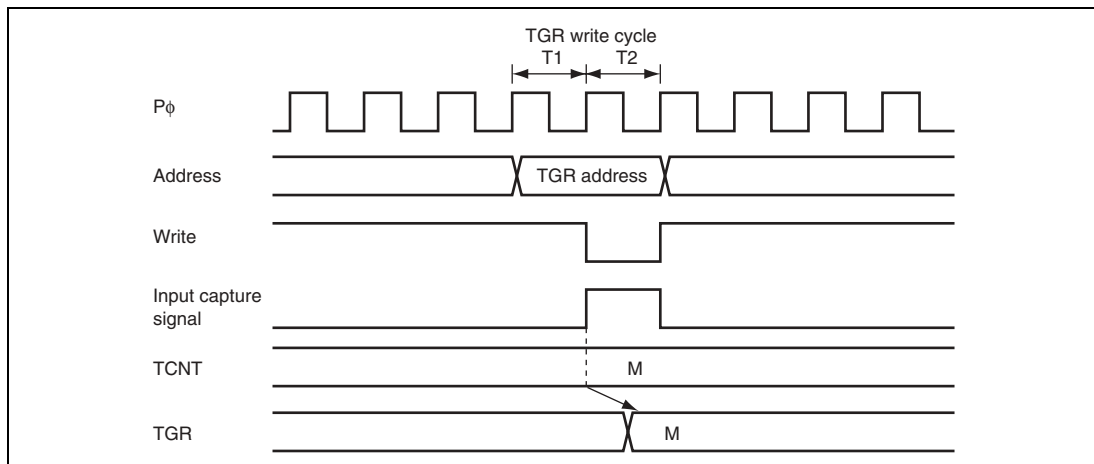 TGR write cycle
T1 T2
Pϕ
Address TGR address
Write
Input capture
signal
TCNT M
TGR M